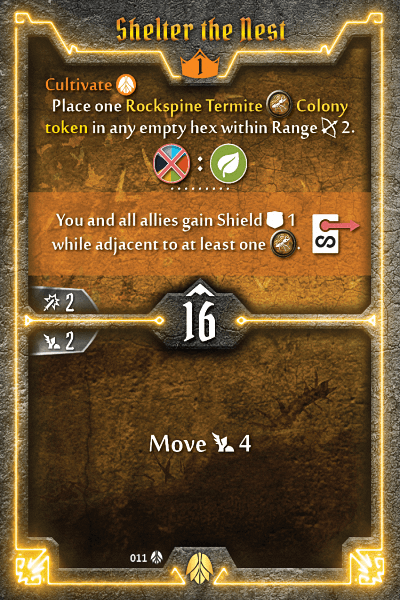 Shelter the Nest
1
Cultivate
Place one Rockspine Termite Colony
token in any empty hex within Range 2.
:
You and all allies gain Shield 1
while adjacent to at least one .
2
16
2
Move 4
011